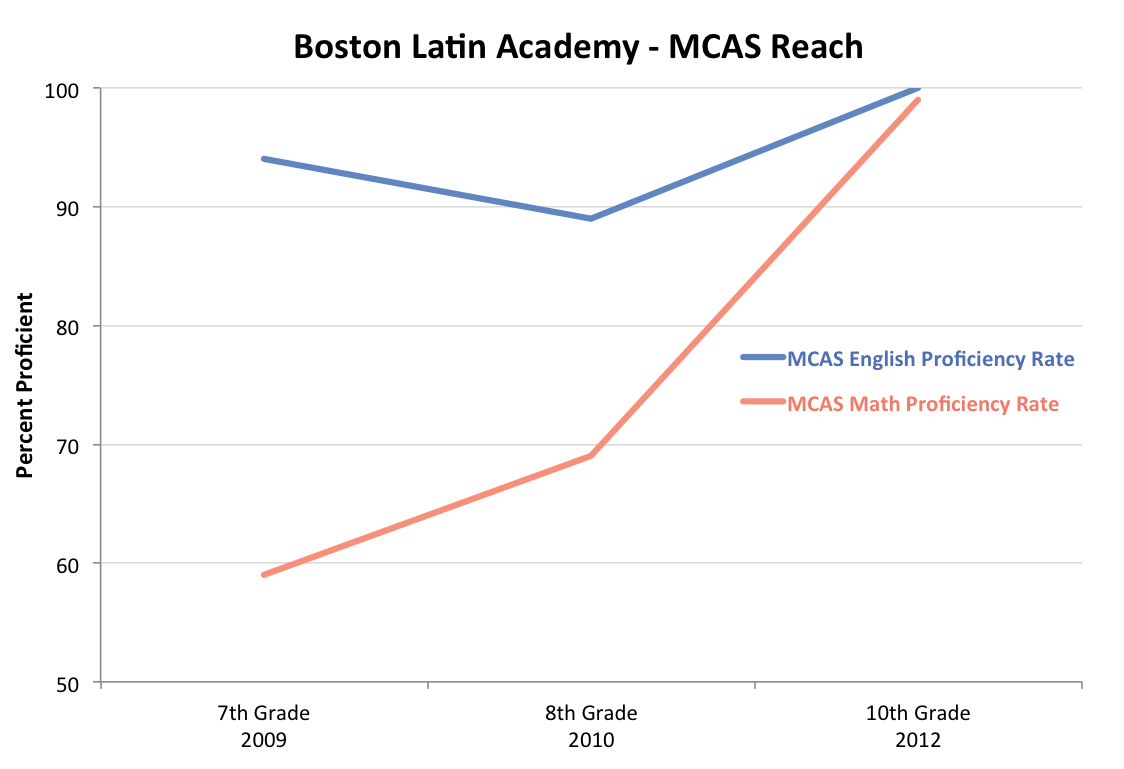 Boston Latin Academy - MCAS Reach
100
90
80
70
60
50
Percent Proficient
MCAS English Proficiency Rate
MCAS Math Proficiency Rate
7th Grade 8th Grade 10th Grade
2009 2010 2012